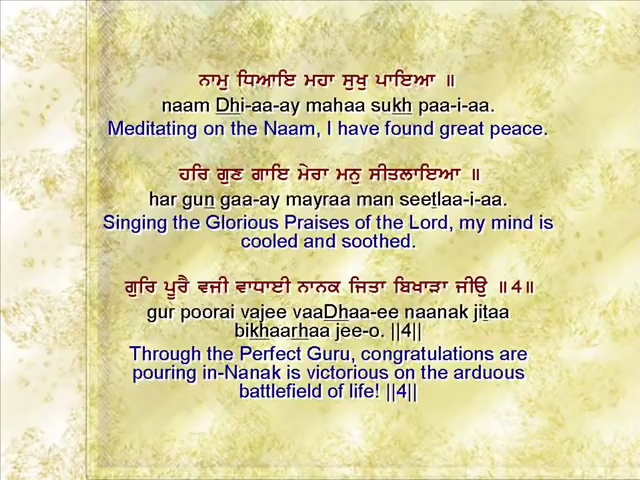 ਨਾਮੁ ਧਿਆਇ ਮਹਾ ਸੁਖੁ ਪਾਇਆ ॥
naam Dhi-aa-ay mahaa sukh paa-i-aa.
Meditating on the Naam, I have found great peace.
ਹਰਿ ਗੁਣ ਗਾਇ ਮੇਰਾ ਮਨੁ ਸੀਤਲਾਇਆ ॥
har gun gaa-ay mayraa man seetlaa-i-aa.
Singing the Glorious Praises of the Lord, my mind is
cooled and soothed.
ਗੁਰਿ ਪੂਰੈ ਵਜੀ ਵਾਧਾਈ ਨਾਨਕ ਜਿਤਾ ਬਿਖਾੜਾ ਜੀਉ ॥4॥
gur poorai vajee vaaDhaa-ee naanak jitaa
bikhaarhaa jee-o. ||4||
Through the Perfect Guru, congratulations are
pouring in-Nanak is victorious on the arduous
battlefield of life! ||4||